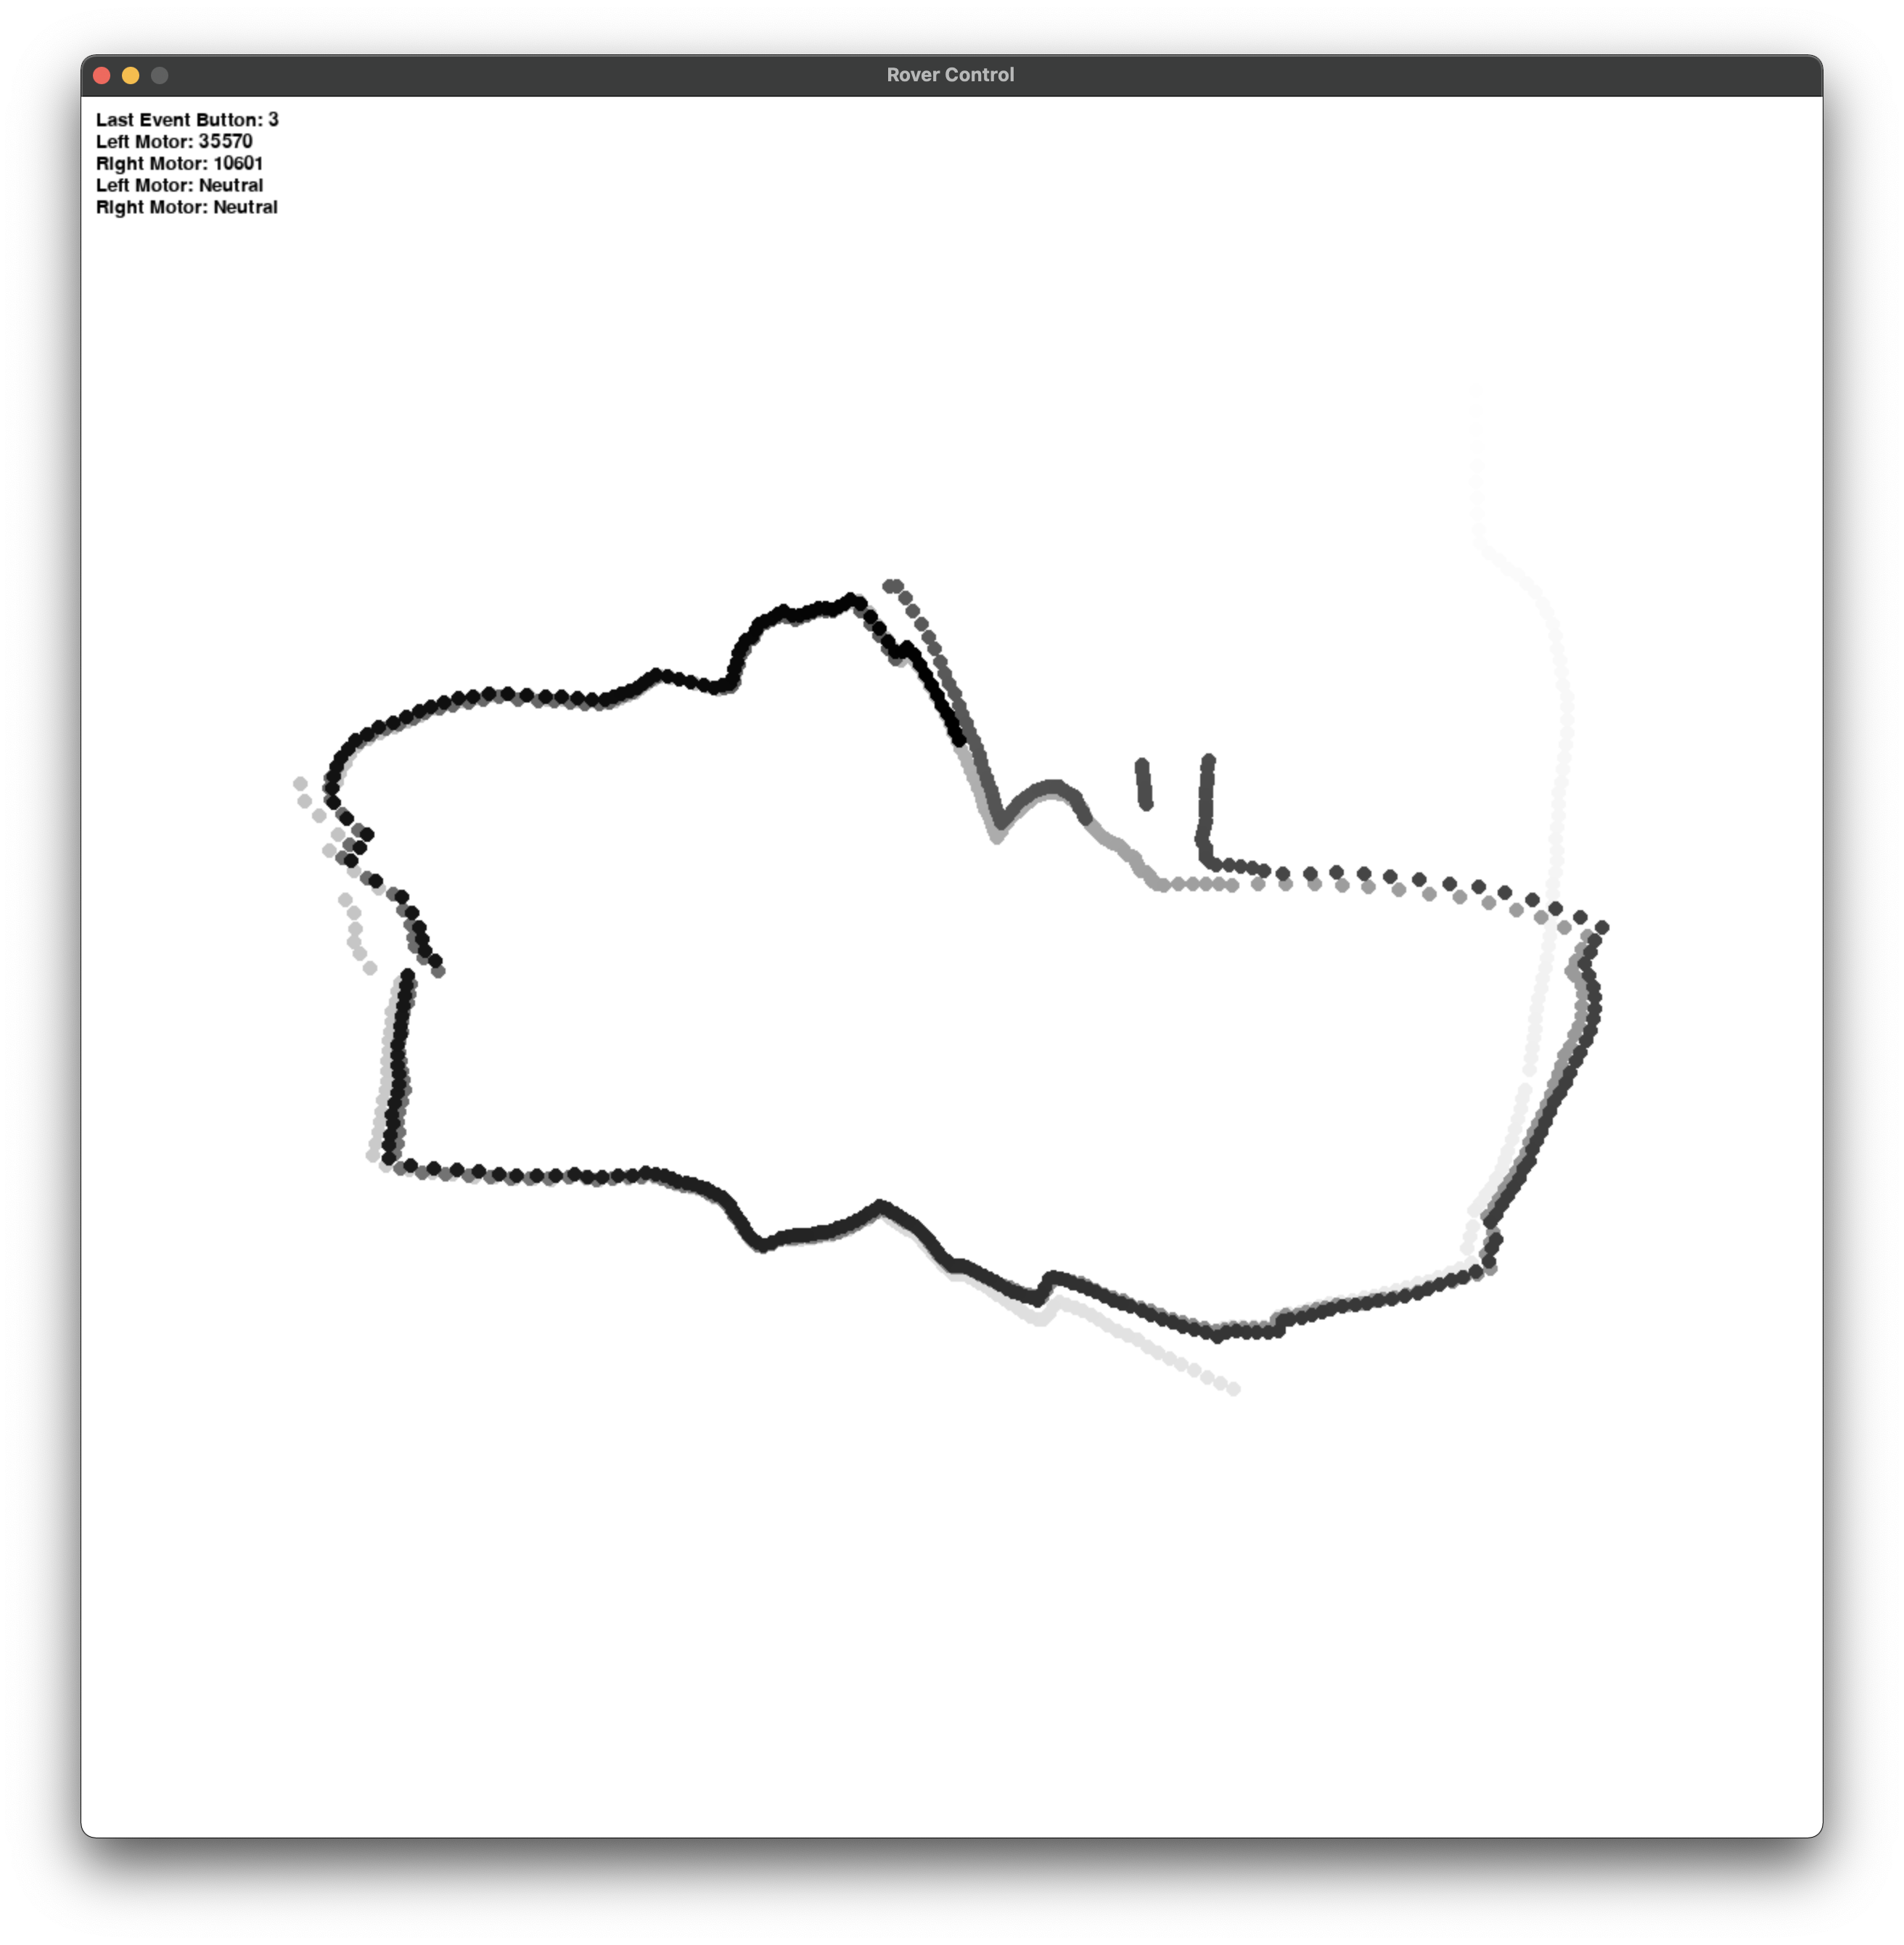 Rover Control
Last Event Button: 3
Left Motor: 35570
Right Motor: 10601
Left Motor: Neutral
Right Motor: Neutral